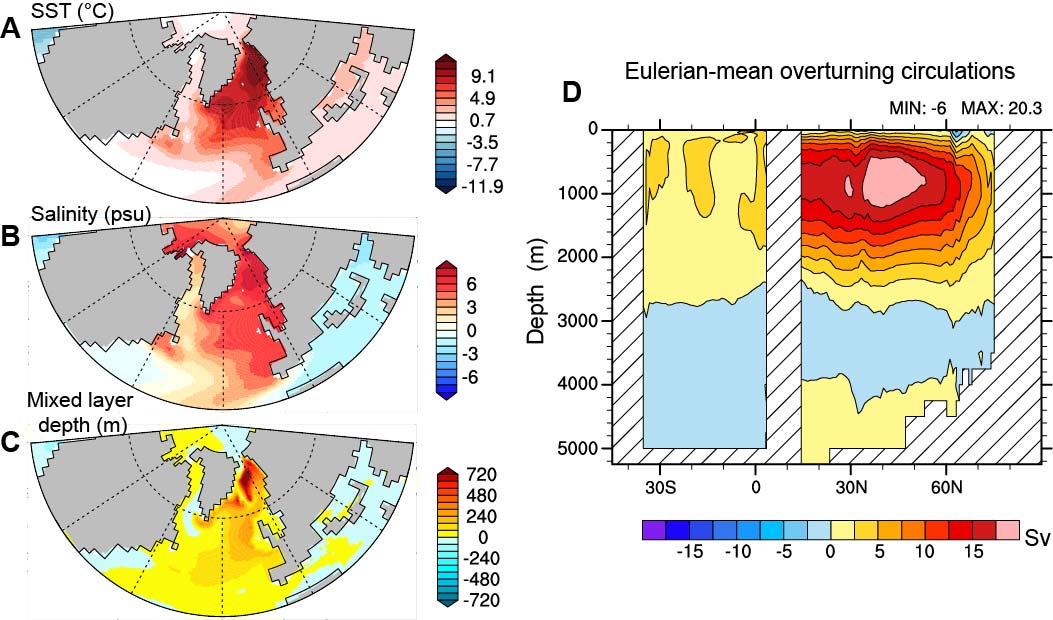 A
SST (°C)
9.1
4.9
0.7
-3.5
-7.7
-11.9
B
Salinity (psu)
6
3
0
-3
-6
C
Mixed layer
depth (m)
720
480
240
0
-240
-480
-720
D
Eulerian-mean overturning circulations
MIN: -6 MAX: 20.3
Depth (m)
0
1000
2000
3000
4000
5000
30S 0 30N 60N
-15 -10 -5 0 5 10 15
Sv